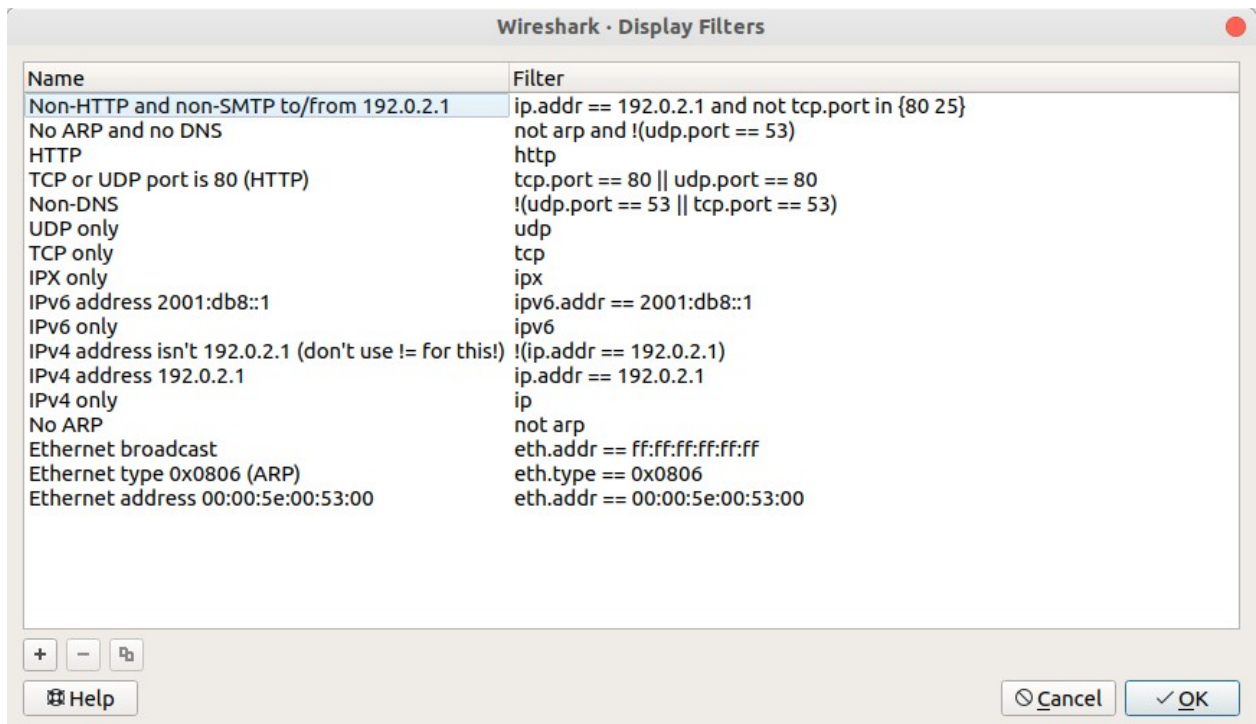 Wireshark · Display Filters
Name Filter
Non-HTTP and non-SMTP to/from 192.0.2.1 ip.addr == 192.0.2.1 and not tcp.port in {80 25}
No ARP and no DNS not arp and !(udp.port == 53)
HTTP http
TCP or UDP port is 80 (HTTP) tcp.port == 80 || udp.port == 80
Non-DNS !(udp.port == 53 || tcp.port == 53)
UDP only udp
TCP only tcp
IPX only ipx
IPv6 address 2001:db8::1 ipv6.addr == 2001:db8::1
IPv6 only ipv6
IPv4 address isn't 192.0.2.1 (don't use != for this!) !(ip.addr == 192.0.2.1)
IPv4 address 192.0.2.1 ip.addr == 192.0.2.1
IPv4 only ip
No ARP not arp
Ethernet broadcast eth.addr == ff:ff:ff:ff:ff:ff
Ethernet type 0x0806 (ARP) eth.type == 0x0806
Ethernet address 00:00:5e:00:53:00 eth.addr == 00:00:5e:00:53:00
Help Cancel OK